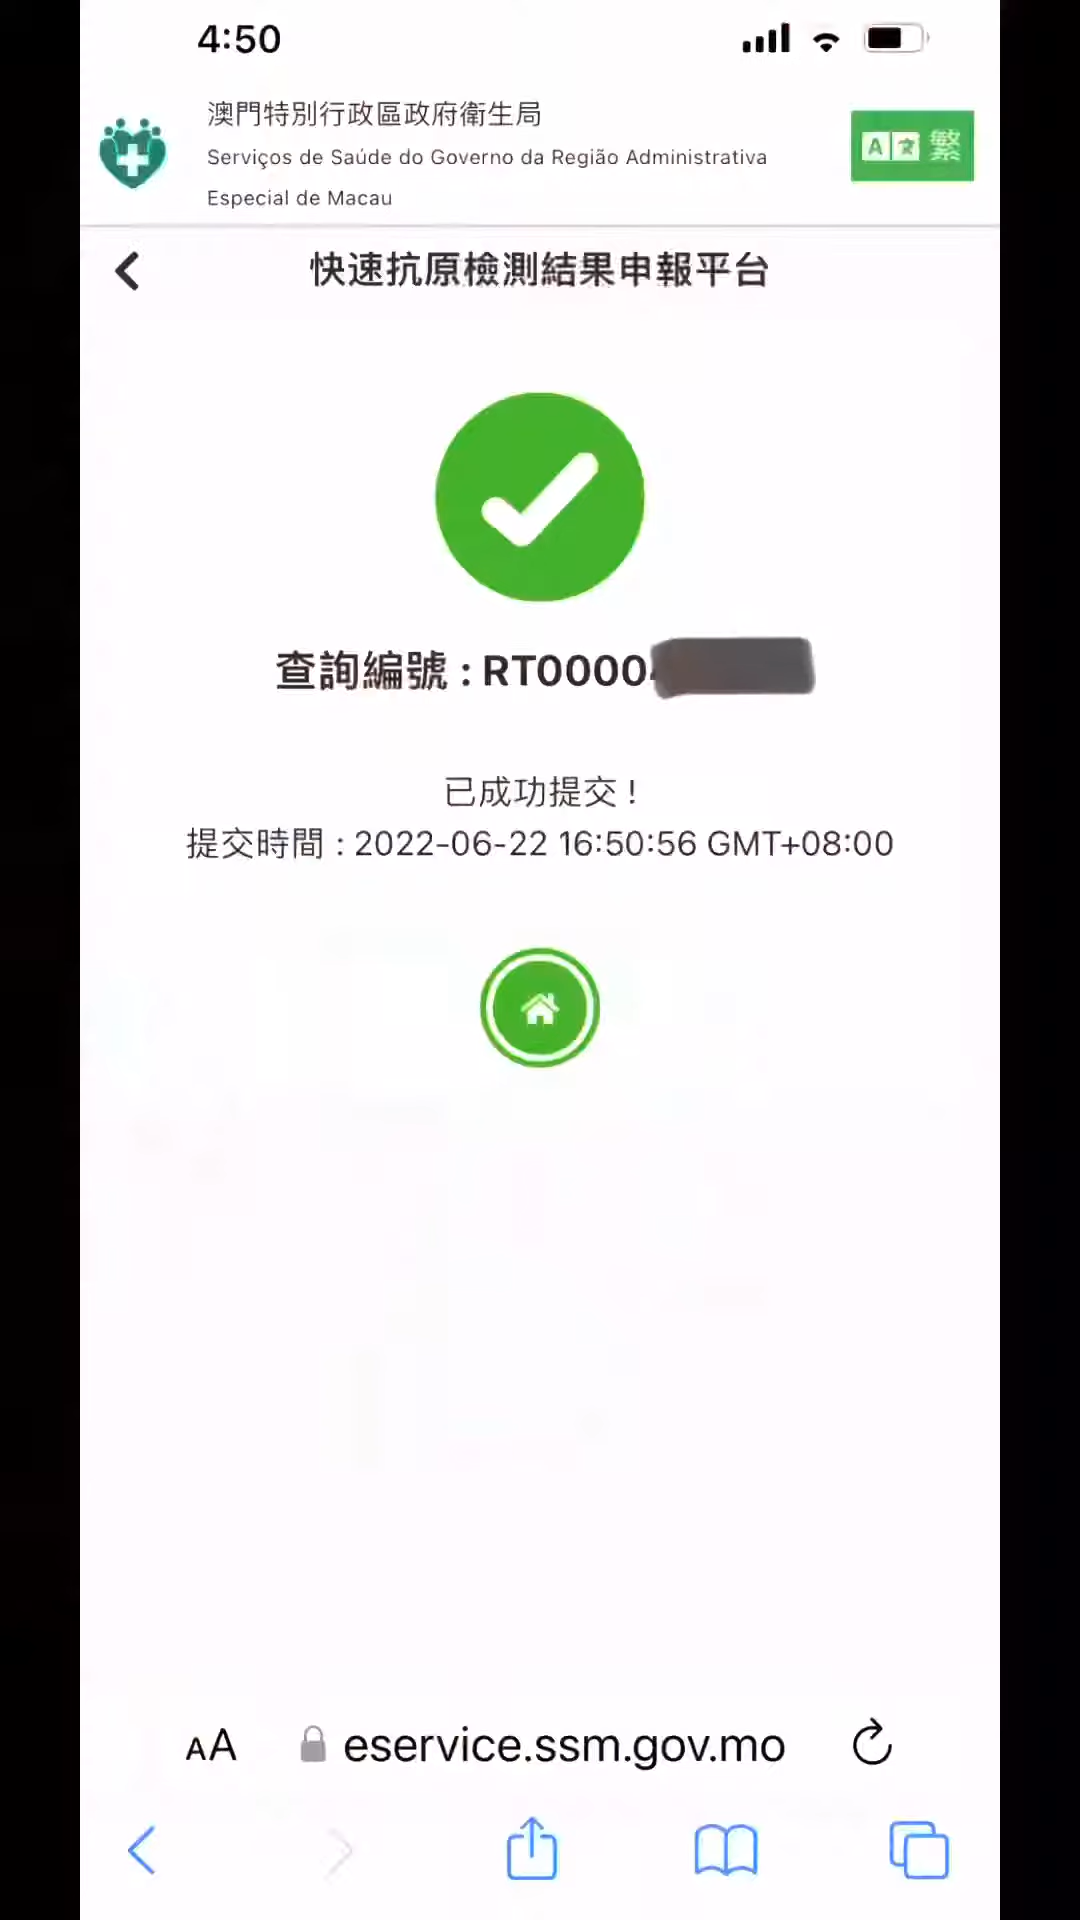 4:50
澳門特別行政區政府衛生局
Serviços de Saúde do Governo da Região Administrativa
Especial de Macau
A 文 繁
快速抗原檢測結果申報平台
查詢編號 : RT0000
已成功提交 !
提交時間 : 2022-06-22 16:50:56 GMT+08:00
AA eservice.ssm.gov.mo